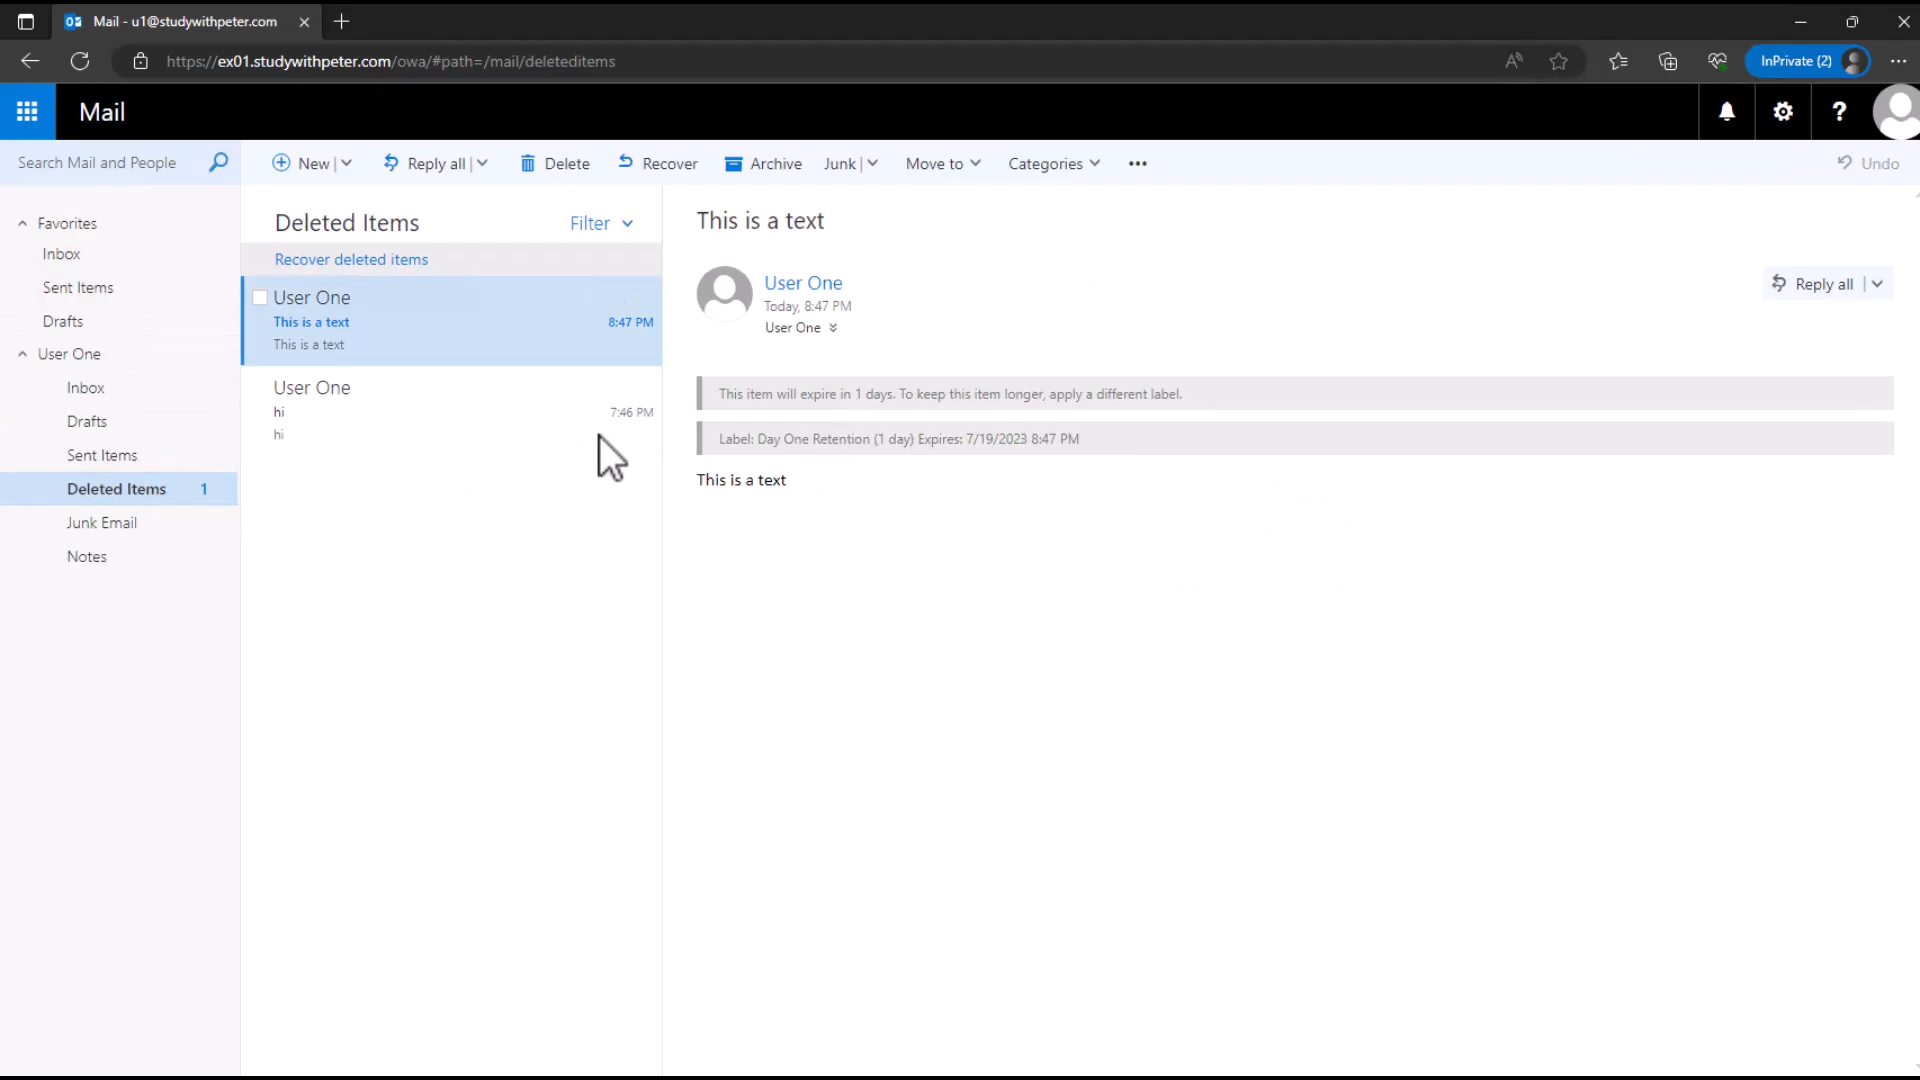 Mail - u1@studywithpeter.com
https://ex01.studywithpeter.com/owa/#path=/mail/deleteditems
InPrivate (2)
Mail
Search Mail and People
New
Reply all
Delete
Recover
Archive
Junk
Move to
Categories
Undo
Favorites
Inbox
Sent Items
Drafts
User One
Inbox
Drafts
Sent Items
Deleted Items 1
Junk Email
Notes
Deleted Items
Filter
Recover deleted items
User One
This is a text 8:47 PM
This is a text
User One
hi 7:46 PM
hi
This is a text
User One
Today, 8:47 PM
User One
Reply all
This item will expire in 1 days. To keep this item longer, apply a different label.
Label: Day One Retention (1 day) Expires: 7/19/2023 8:47 PM
This is a text